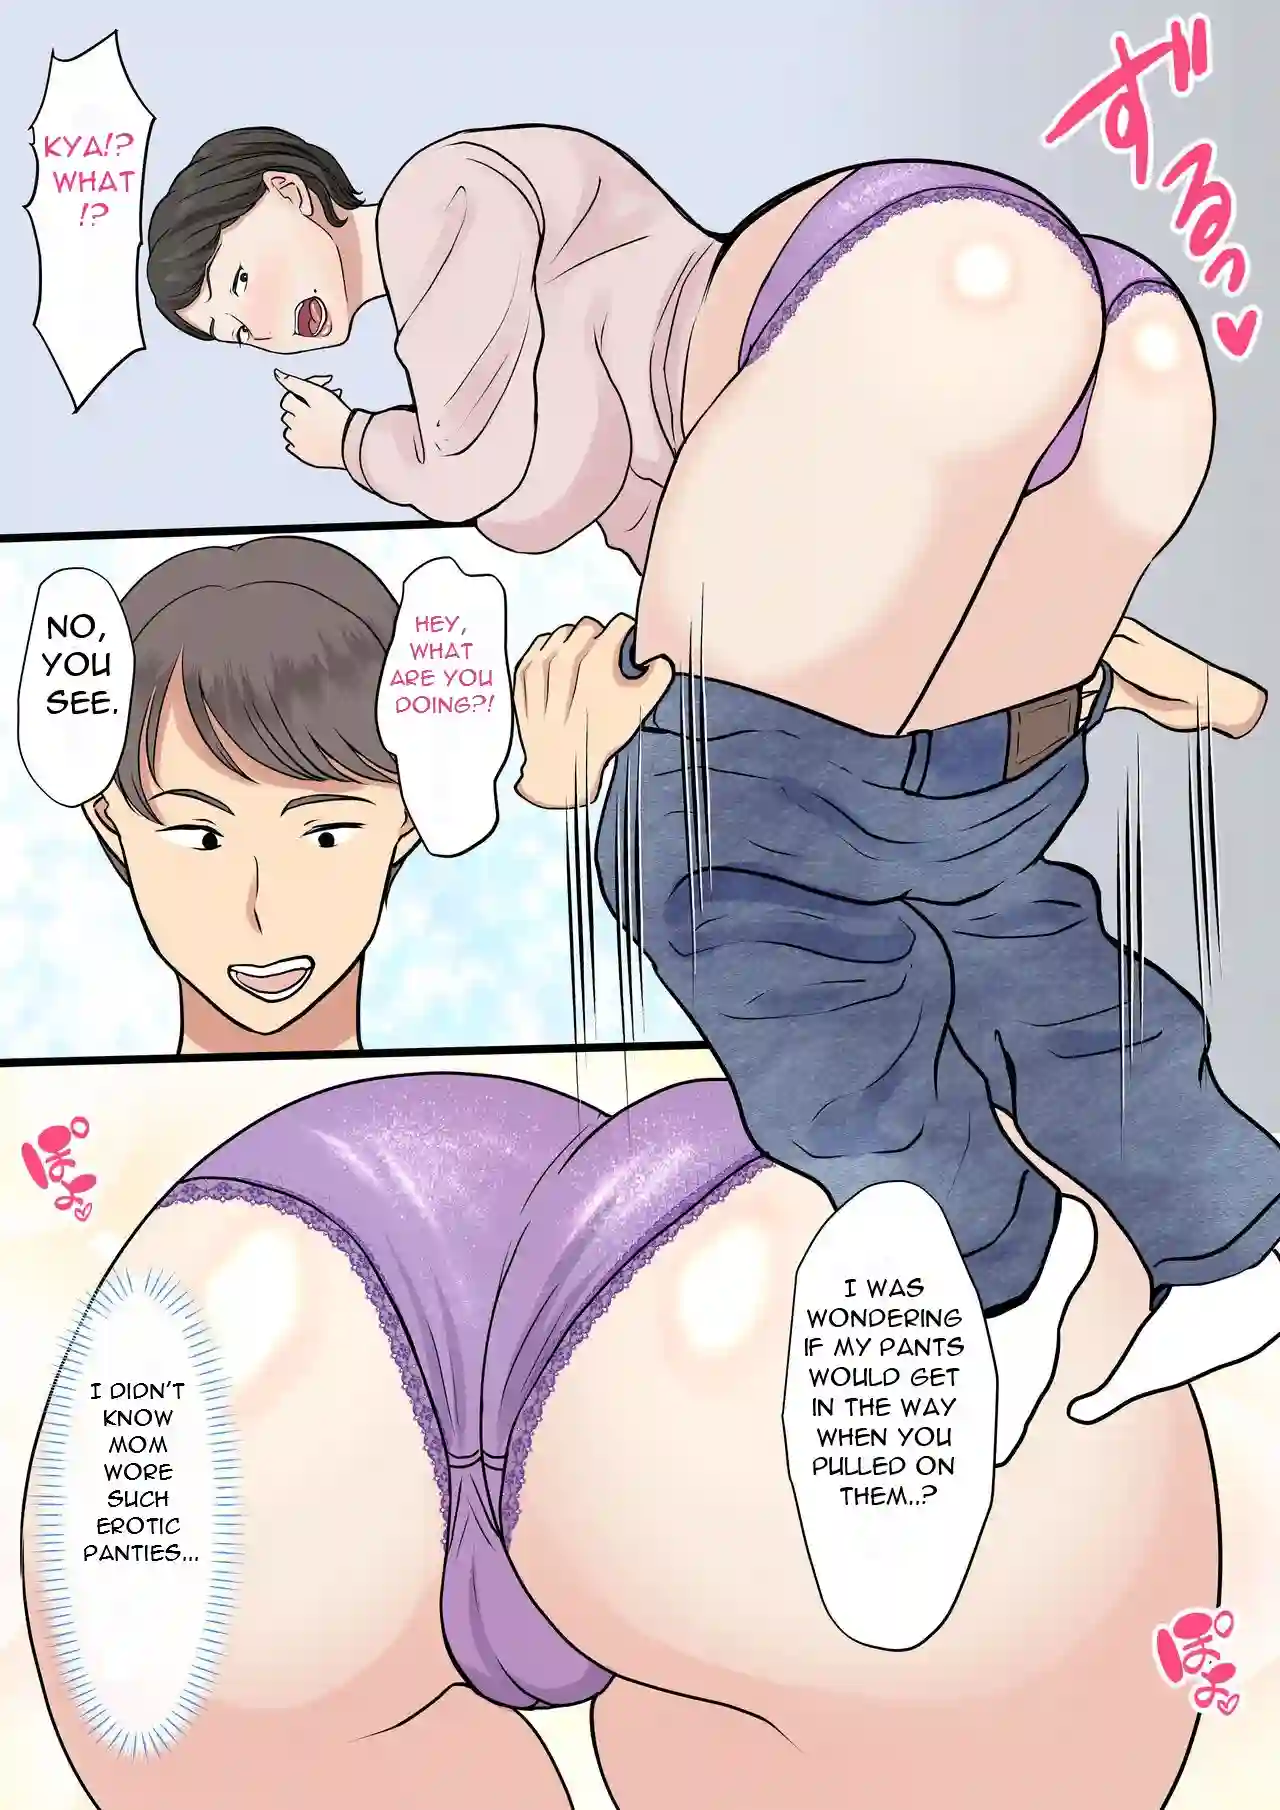 KYA!?
WHAT
!?
ずるっ♥
NO,
YOU
SEE.
HEY,
WHAT
ARE YOU
DOING?!
ぽよ♡
I WAS
WONDERING
IF MY PANTS
WOULD GET
IN THE WAY
WHEN YOU
PULLED ON
THEM..?
I DIDN'T
KNOW
MOM
WORE
SUCH
EROTIC
PANTIES...
ぽよ♡